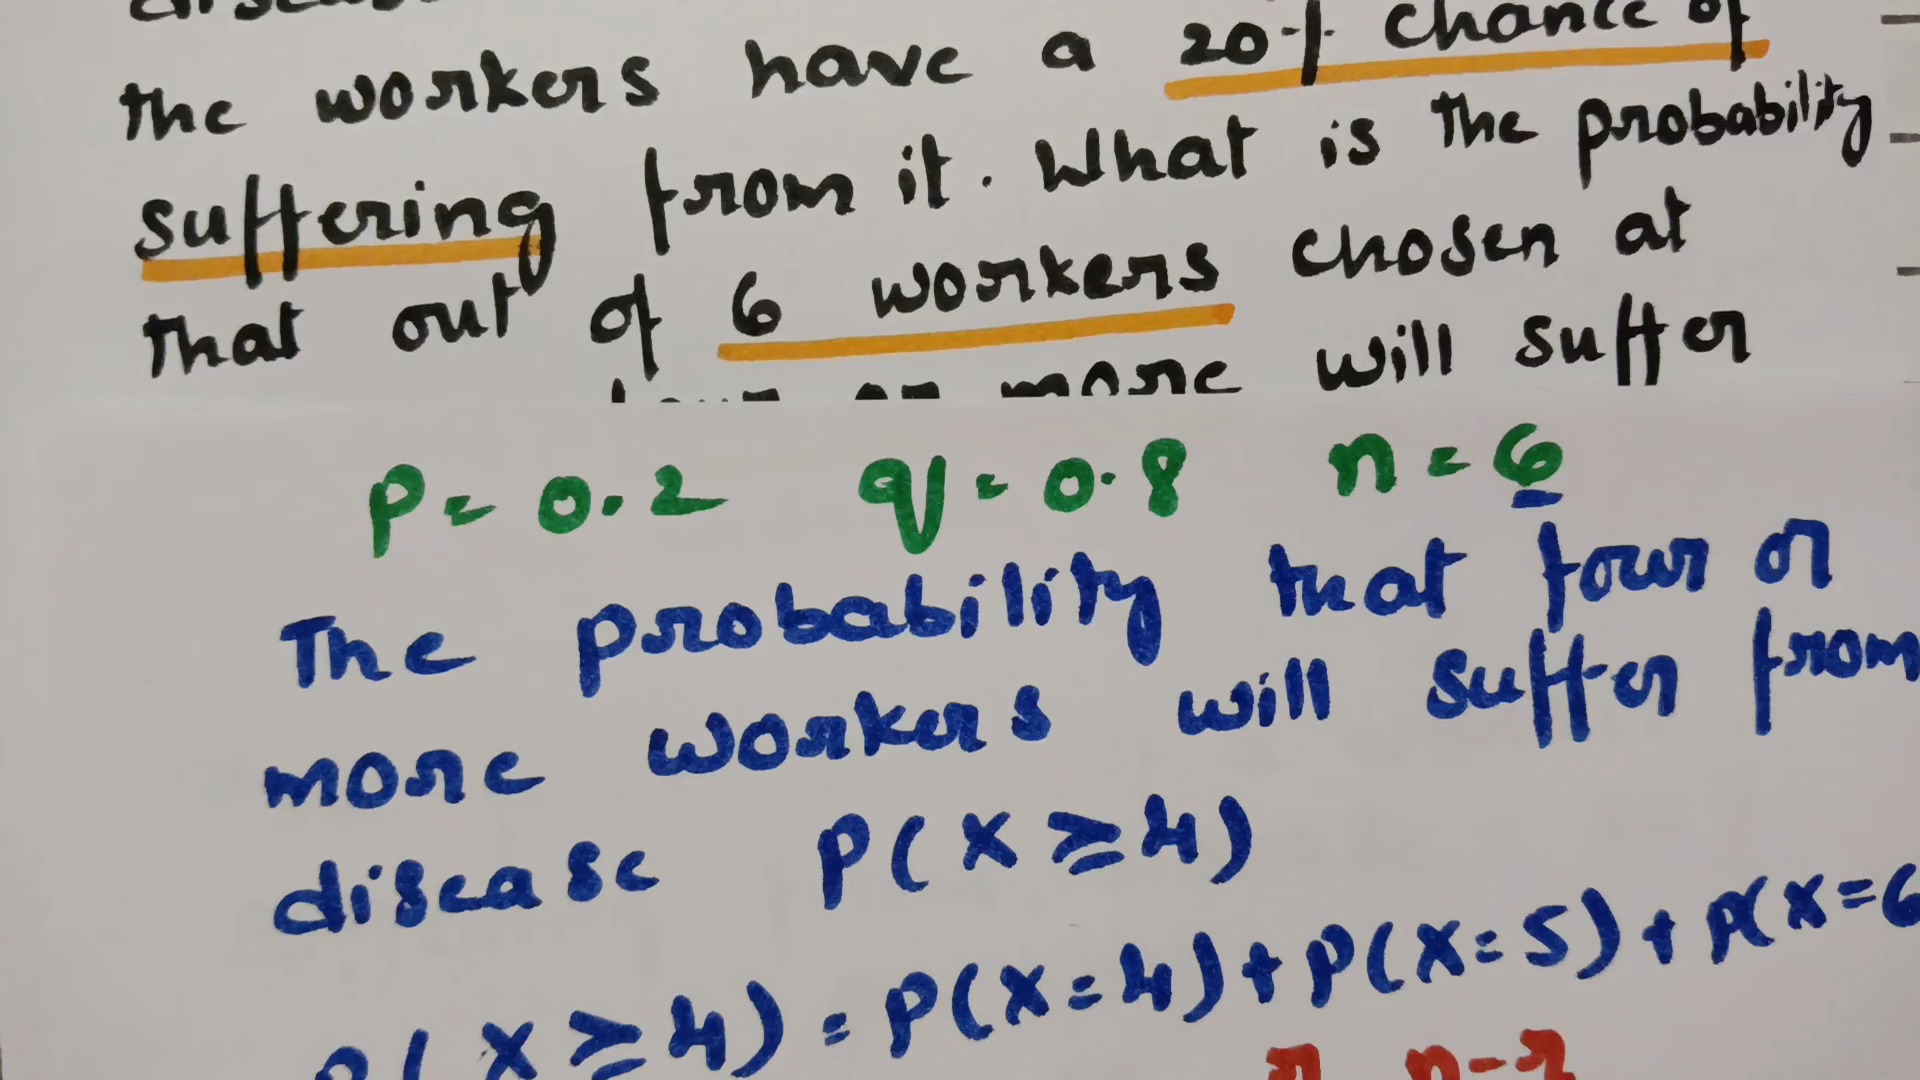 the workers have a 20% chance of
suffering from it. What is the probability
that out of 6 workers chosen at
or more will suffer
p = 0.2 q = 0.8 n = 6
The probability that four or
more workers will suffer from
disease P(X ≥ 4)
P(X ≥ 4) = P(X=4) + P(X=5) + P(X=6
r n-r